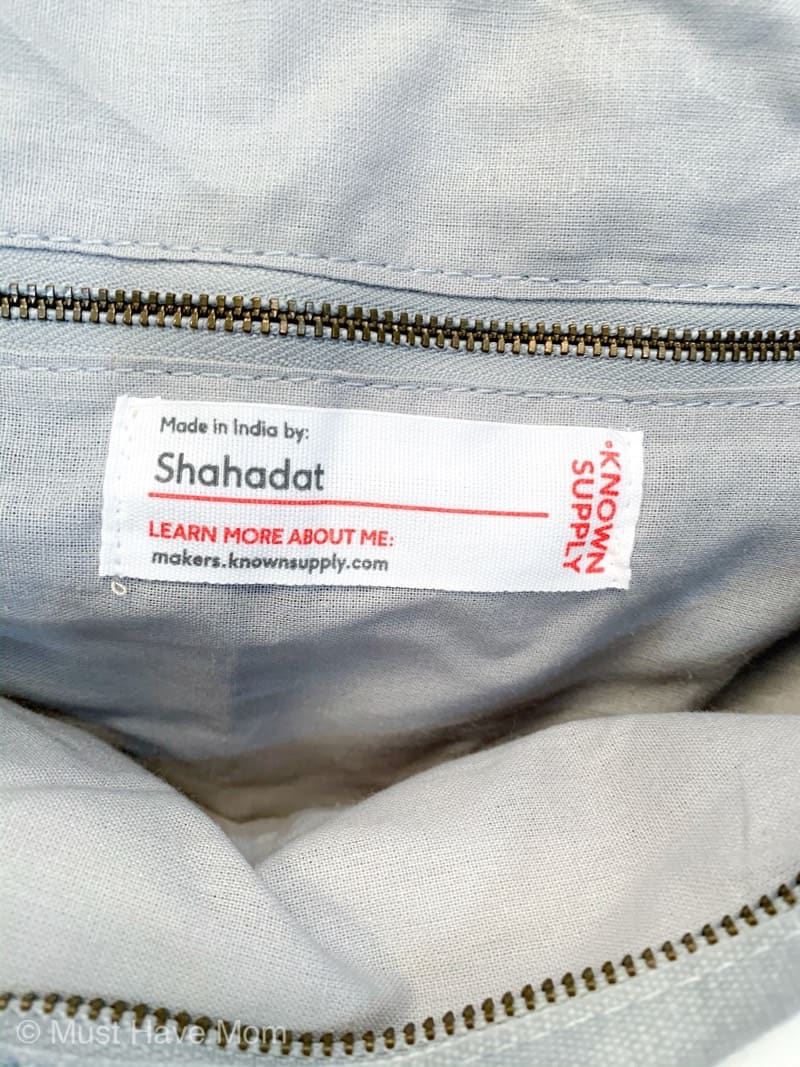 Made in India by:
Shahadat
LEARN MORE ABOUT ME:
makers.knownsupply.com
KNOWN
SUPPLY
© Must Have Mom